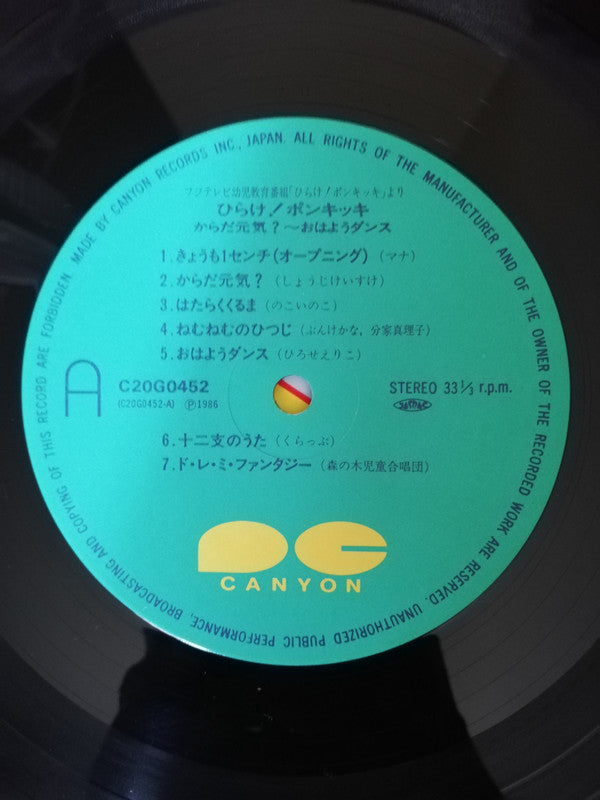 MADE BY CANYON RECORDS INC., JAPAN. ALL RIGHTS OF THE MANUFACTURER AND OF THE OWNER OF THE RECORDED WORK ARE RESERVED. UNAUTHORIZED PUBLIC PERFORMANCE, BROADCASTING AND COPYING OF THIS RECORD ARE FORBIDDEN.
フジテレビ幼児教育番組「ひらけ!ポンキッキ」より
ひらけ!ポンキッキ
からだ元気?〜おはようダンス
1. きょうも1センチ(オープニング)(マナ)
2. からだ元気?(しょうじけいすけ)
3. はたらくくるま(のこいのこ)
4. ねむねむのひつじ(ぶんけかな, 分家真理子)
5. おはようダンス(ひろせえりこ)
A
C20G0452
(C20G0452-A) Ⓟ1986
STEREO 33⅓ r.p.m.
6. 十二支のうた(くらっぷ)
7. ド・レ・ミ・ファンタジー(森の木児童合唱団)
CANYON